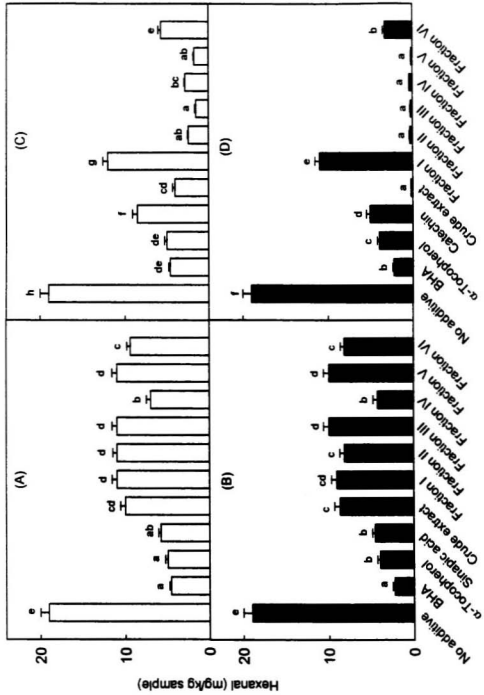 Hexanal (mg/kg sample)
20
10
0
(A)
e
a
a
ab
cd
d
d
d
b
d
c
(C)
h
de
de
f
cd
g
ab
a
bc
ab
e
20
10
0
(B)
e
a
b
b
c
cd
c
d
b
d
c
(D)
f
b
c
d
a
e
a
a
a
a
b
No additive
BHA
α-Tocopherol
Sinapic acid
Crude extract
Fraction I
Fraction II
Fraction III
Fraction IV
Fraction V
Fraction VI
No additive
BHA
α-Tocopherol
Catechin
Crude extract
Fraction I
Fraction II
Fraction III
Fraction IV
Fraction V
Fraction VI